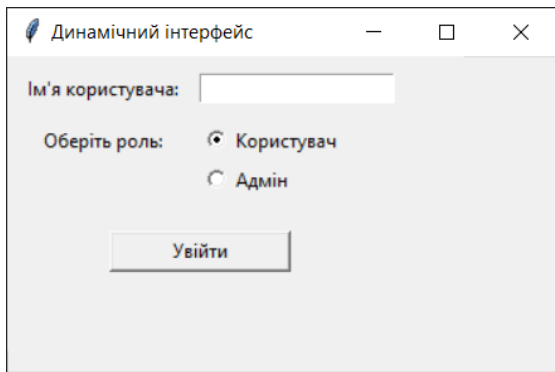 Динамічний інтерфейс
Ім'я користувача:
Оберіть роль: Користувач
Адмін
Увійти